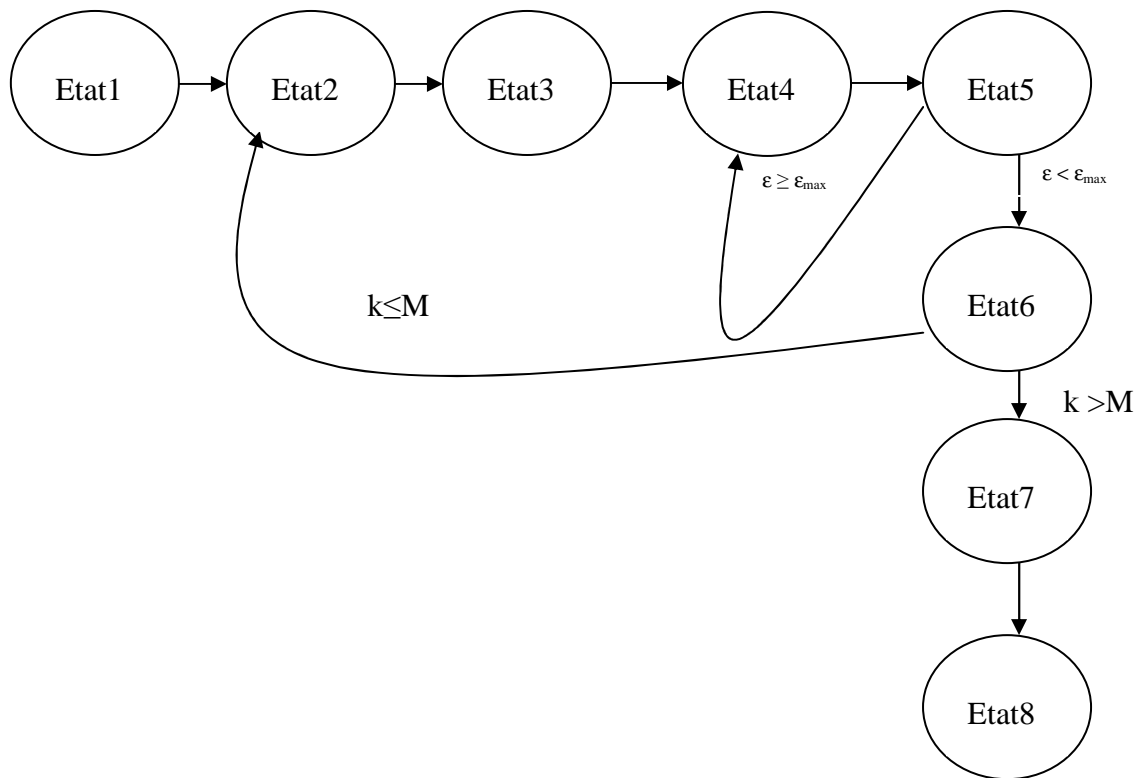 Etat1
Etat2
Etat3
Etat4
Etat5
ε ≥ εmax
ε < εmax
k≤M
Etat6
k >M
Etat7
Etat8